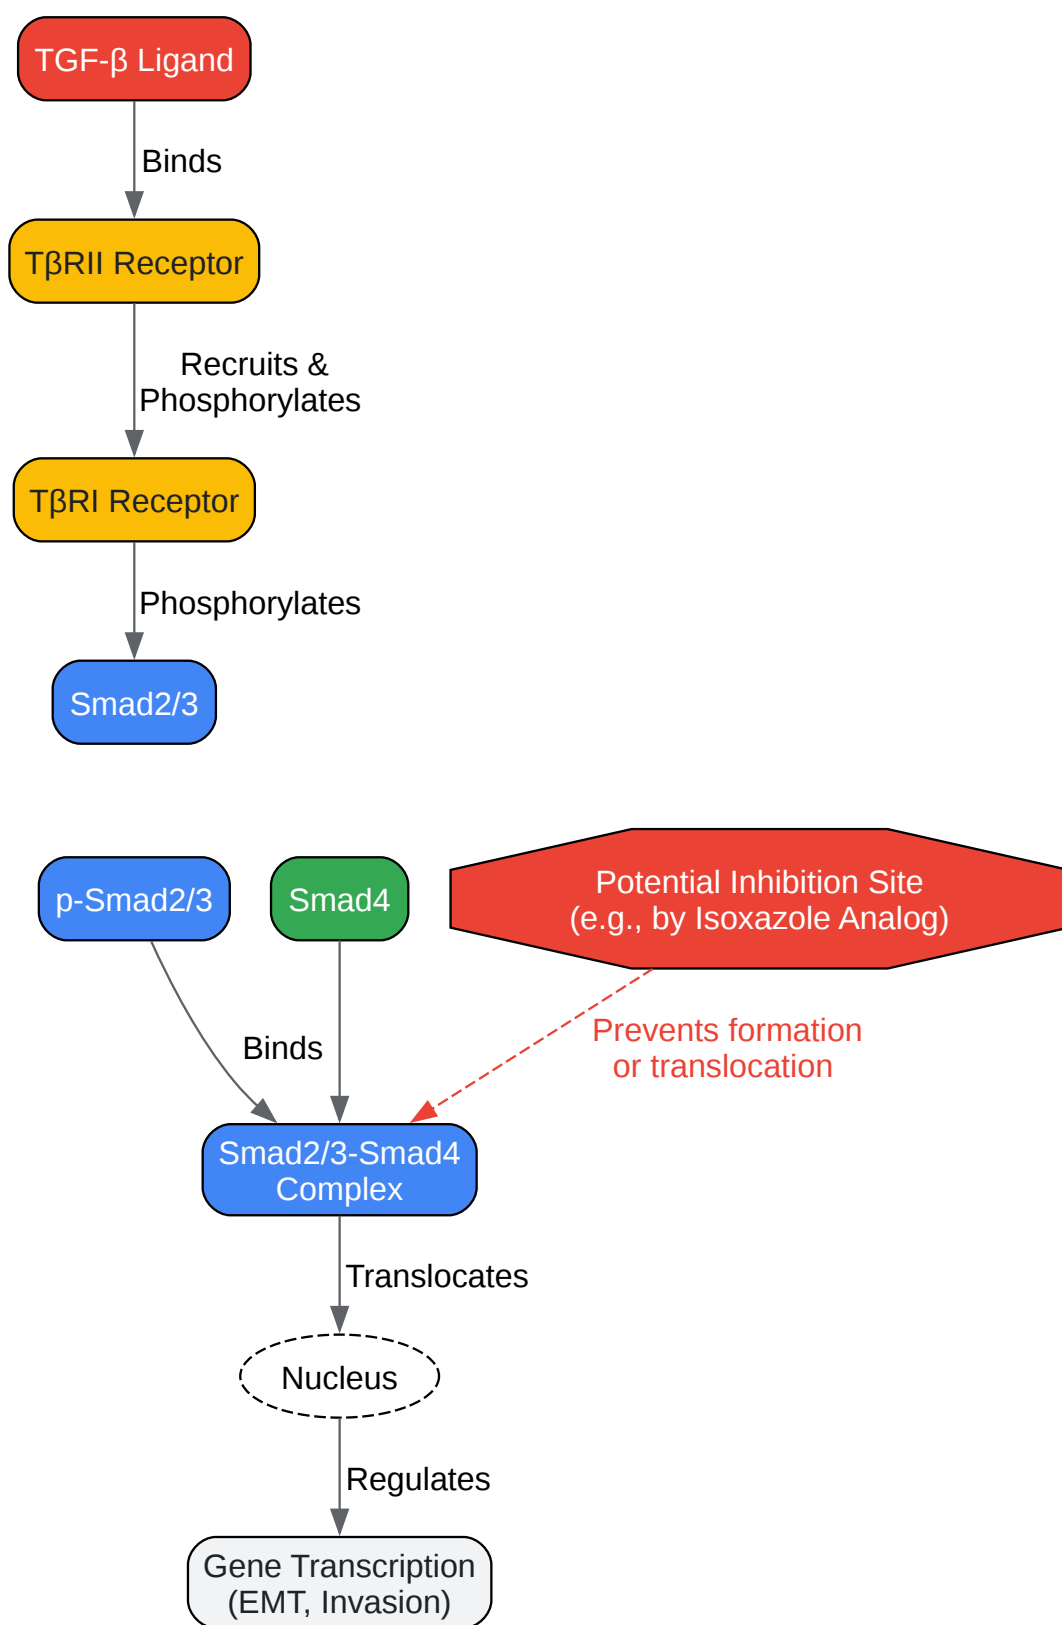 TGF-β Ligand
Binds
TβRII Receptor
Recruits &
Phosphorylates
TβRI Receptor
Phosphorylates
Smad2/3
p-Smad2/3
Smad4
Potential Inhibition Site
(e.g., by Isoxazole Analog)
Binds
Prevents formation
or translocation
Smad2/3-Smad4
Complex
Translocates
Nucleus
Regulates
Gene Transcription
(EMT, Invasion)